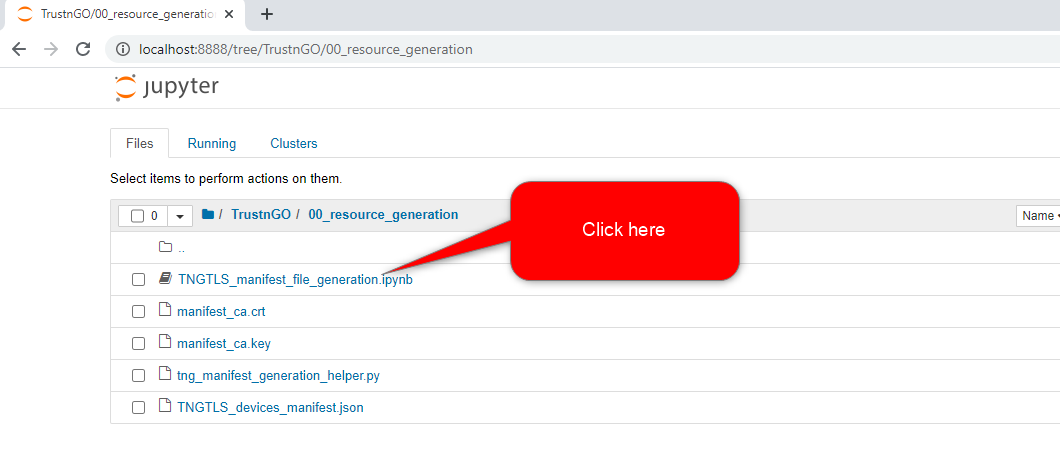 TrustnGO/00_resource_generation
localhost:8888/tree/TrustnGO/00_resource_generation
jupyter
Files Running Clusters
Select items to perform actions on them.
0 / TrustnGO / 00_resource_generation Name
..
Click here
TNGTLS_manifest_file_generation.ipynb
manifest_ca.crt
manifest_ca.key
tng_manifest_generation_helper.py
TNGTLS_devices_manifest.json